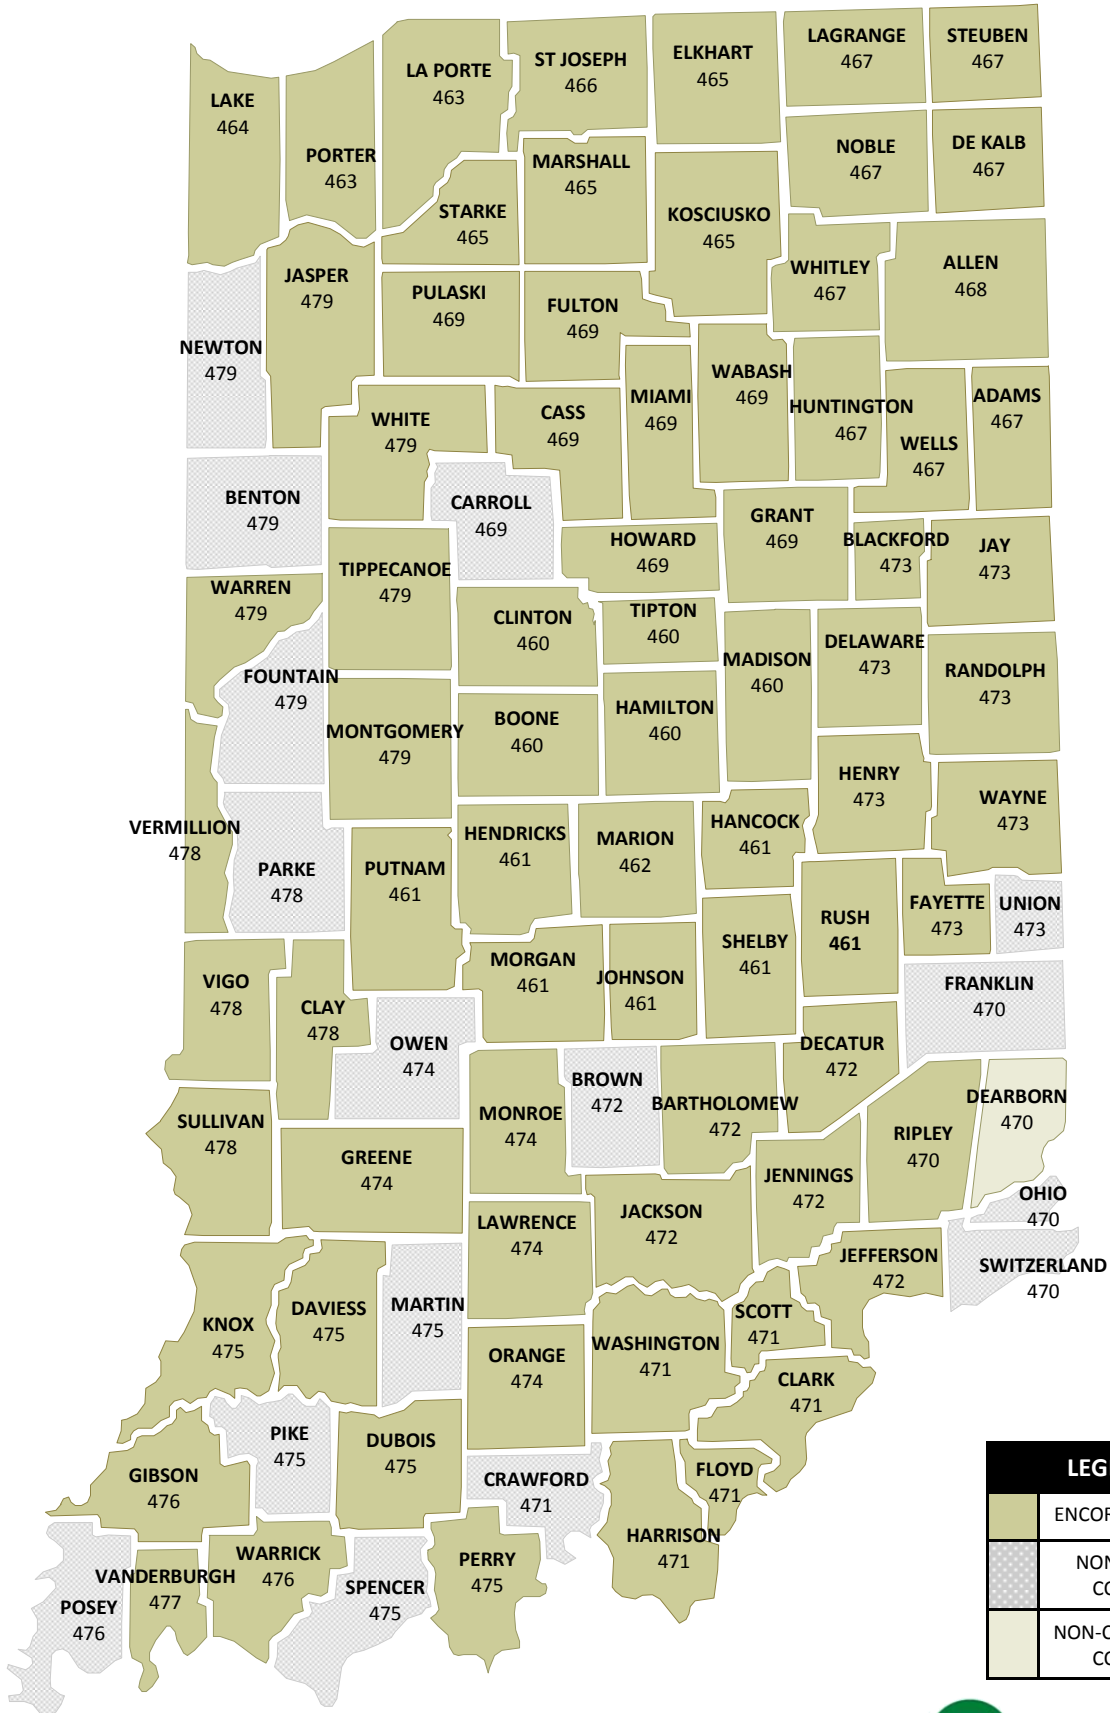 LAKE
464
PORTER
463
LA PORTE
463
ST JOSEPH
466
ELKHART
465
LAGRANGE
467
STEUBEN
467
STARKE
465
MARSHALL
465
KOSCIUSKO
465
NOBLE
467
DE KALB
467
NEWTON
479
JASPER
479
PULASKI
469
FULTON
469
WHITLEY
467
ALLEN
468
WHITE
479
CASS
469
MIAMI
469
WABASH
469
HUNTINGTON
467
WELLS
467
ADAMS
467
BENTON
479
CARROLL
469
HOWARD
469
GRANT
469
BLACKFORD
473
JAY
473
WARREN
479
TIPPECANOE
479
CLINTON
460
TIPTON
460
MADISON
460
DELAWARE
473
RANDOLPH
473
FOUNTAIN
479
MONTGOMERY
479
BOONE
460
HAMILTON
460
HENRY
473
WAYNE
473
VERMILLION
478
PARKE
478
PUTNAM
461
HENDRICKS
461
MARION
462
HANCOCK
461
RUSH
461
FAYETTE
473
UNION
473
VIGO
478
CLAY
478
OWEN
474
MORGAN
461
JOHNSON
461
SHELBY
461
DECATUR
472
FRANKLIN
470
SULLIVAN
478
GREENE
474
MONROE
474
BROWN
472
BARTHOLOMEW
472
JENNINGS
472
RIPLEY
470
DEARBORN
470
OHIO
470
SWITZERLAND
470
KNOX
475
DAVIESS
475
MARTIN
475
LAWRENCE
474
JACKSON
472
JEFFERSON
472
SCOTT
471
ORANGE
474
WASHINGTON
471
CLARK
471
GIBSON
476
PIKE
475
DUBOIS
475
CRAWFORD
471
FLOYD
471
HARRISON
471
POSEY
476
VANDERBURGH
477
WARRICK
476
SPENCER
475
PERRY
475
LEG
ENCOR
NON
CO
NON-C
CO